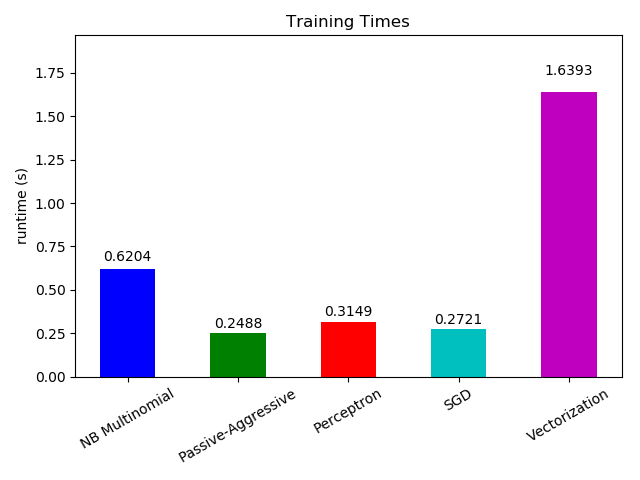 Training Times
runtime (s)
1.75
1.50
1.25
1.00
0.75
0.50
0.25
0.00
0.6204
0.2488
0.3149
0.2721
1.6393
NB Multinomial
Passive-Aggressive
Perceptron
SGD
Vectorization